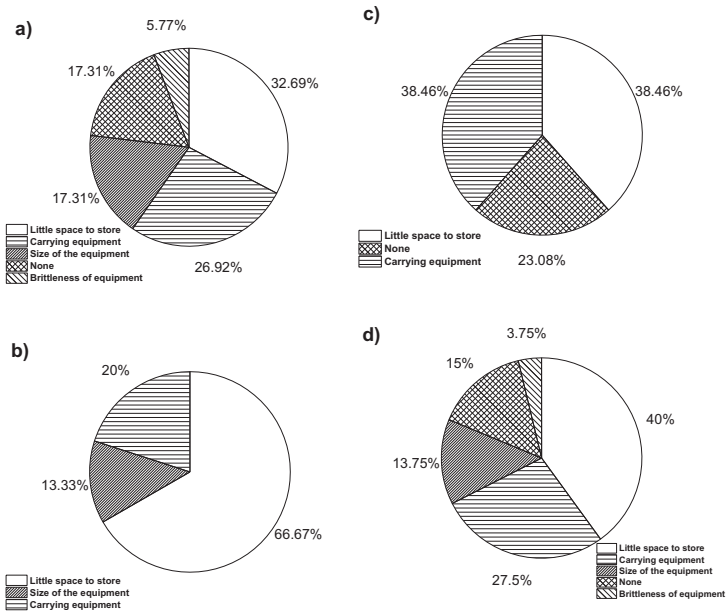 a)
5.77%
17.31%
32.69%
17.31%
26.92%
Little space to store
Carrying equipment
Size of the equipment
None
Brittleness of equipment
c)
38.46%
38.46%
23.08%
Little space to store
None
Carrying equipment
b)
20%
13.33%
66.67%
Little space to store
Size of the equipment
Carrying equipment
d)
3.75%
15%
40%
13.75%
27.5%
Little space to store
Carrying equipment
Size of the equipment
None
Brittleness of equipment